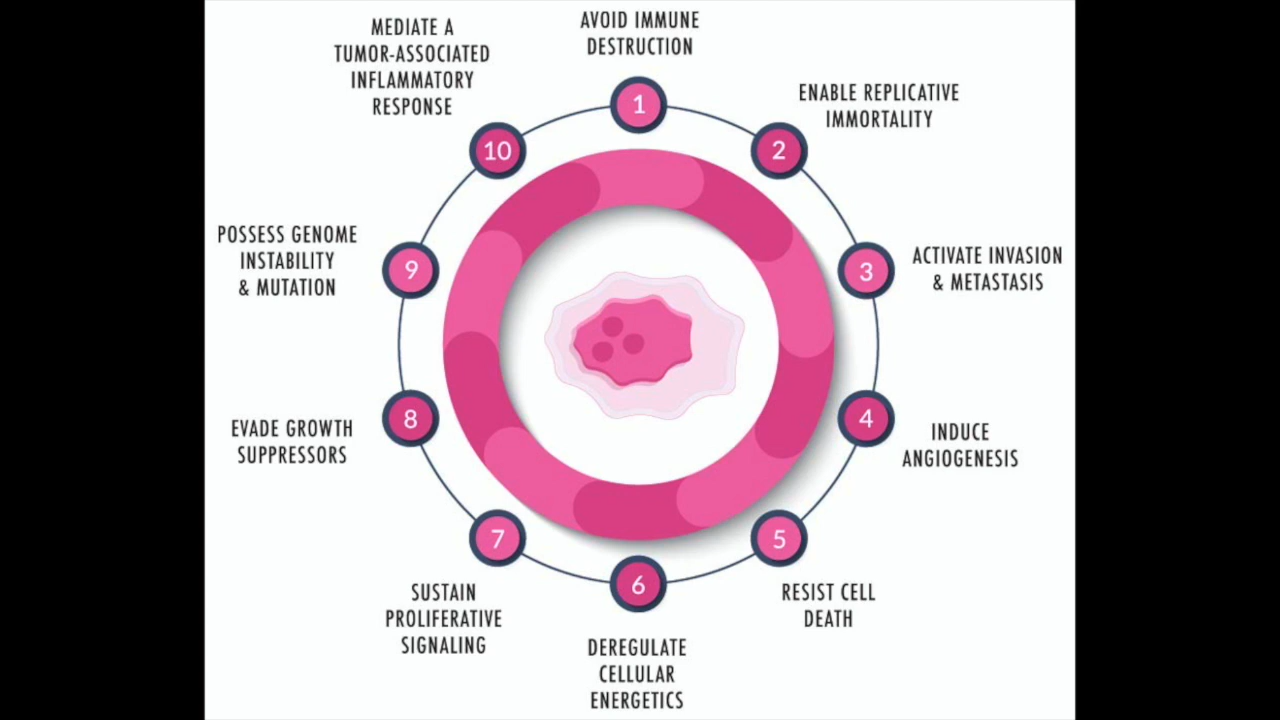 AVOID IMMUNE
DESTRUCTION
1
ENABLE REPLICATIVE
IMMORTALITY
2
ACTIVATE INVASION
& METASTASIS
3
INDUCE
ANGIOGENESIS
4
RESIST CELL
DEATH
5
DEREGULATE
CELLULAR
ENERGETICS
6
SUSTAIN
PROLIFERATIVE
SIGNALING
7
EVADE GROWTH
SUPPRESSORS
8
POSSESS GENOME
INSTABILITY
& MUTATION
9
MEDIATE A
TUMOR-ASSOCIATED
INFLAMMATORY
RESPONSE
10